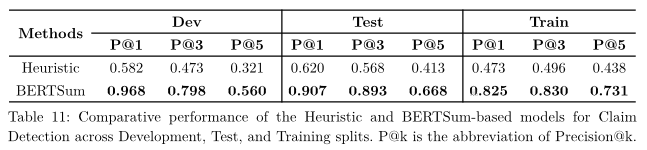 Methods Dev Test Train
P@1 P@3 P@5 P@1 P@3 P@5 P@1 P@3 P@5
Heuristic 0.582 0.473 0.321 0.620 0.568 0.413 0.473 0.496 0.438
BERTSum 0.968 0.798 0.560 0.907 0.893 0.668 0.825 0.830 0.731
Table 11: Comparative performance of the Heuristic and BERTSum-based models for Claim
Detection across Development, Test, and Training splits. P@k is the abbreviation of Precision@k.